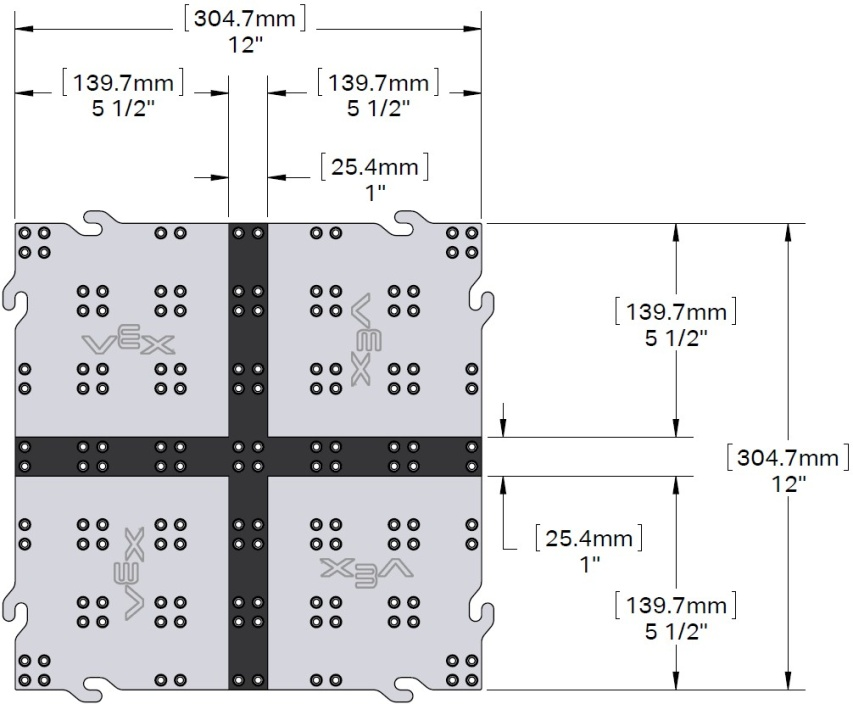 [304.7mm]
12"
[139.7mm]
5 1/2"
[139.7mm]
5 1/2"
[25.4mm]
1"
VEX
VEX
[139.7mm]
5 1/2"
[304.7mm]
12"
[25.4mm]
1"
VEX
VEX
[139.7mm]
5 1/2"